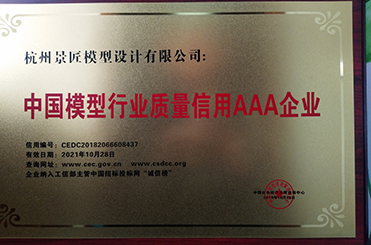 杭州景匠模型设计有限公司:
中国模型行业质量信用AAA企业
信用编号: CEDC20182066608437
有效日期: 2021年10月28日
查询网址: www.cec.gov.cn www.csdcc.org
企业纳入工信部主管中国招标投标网"诚信榜"